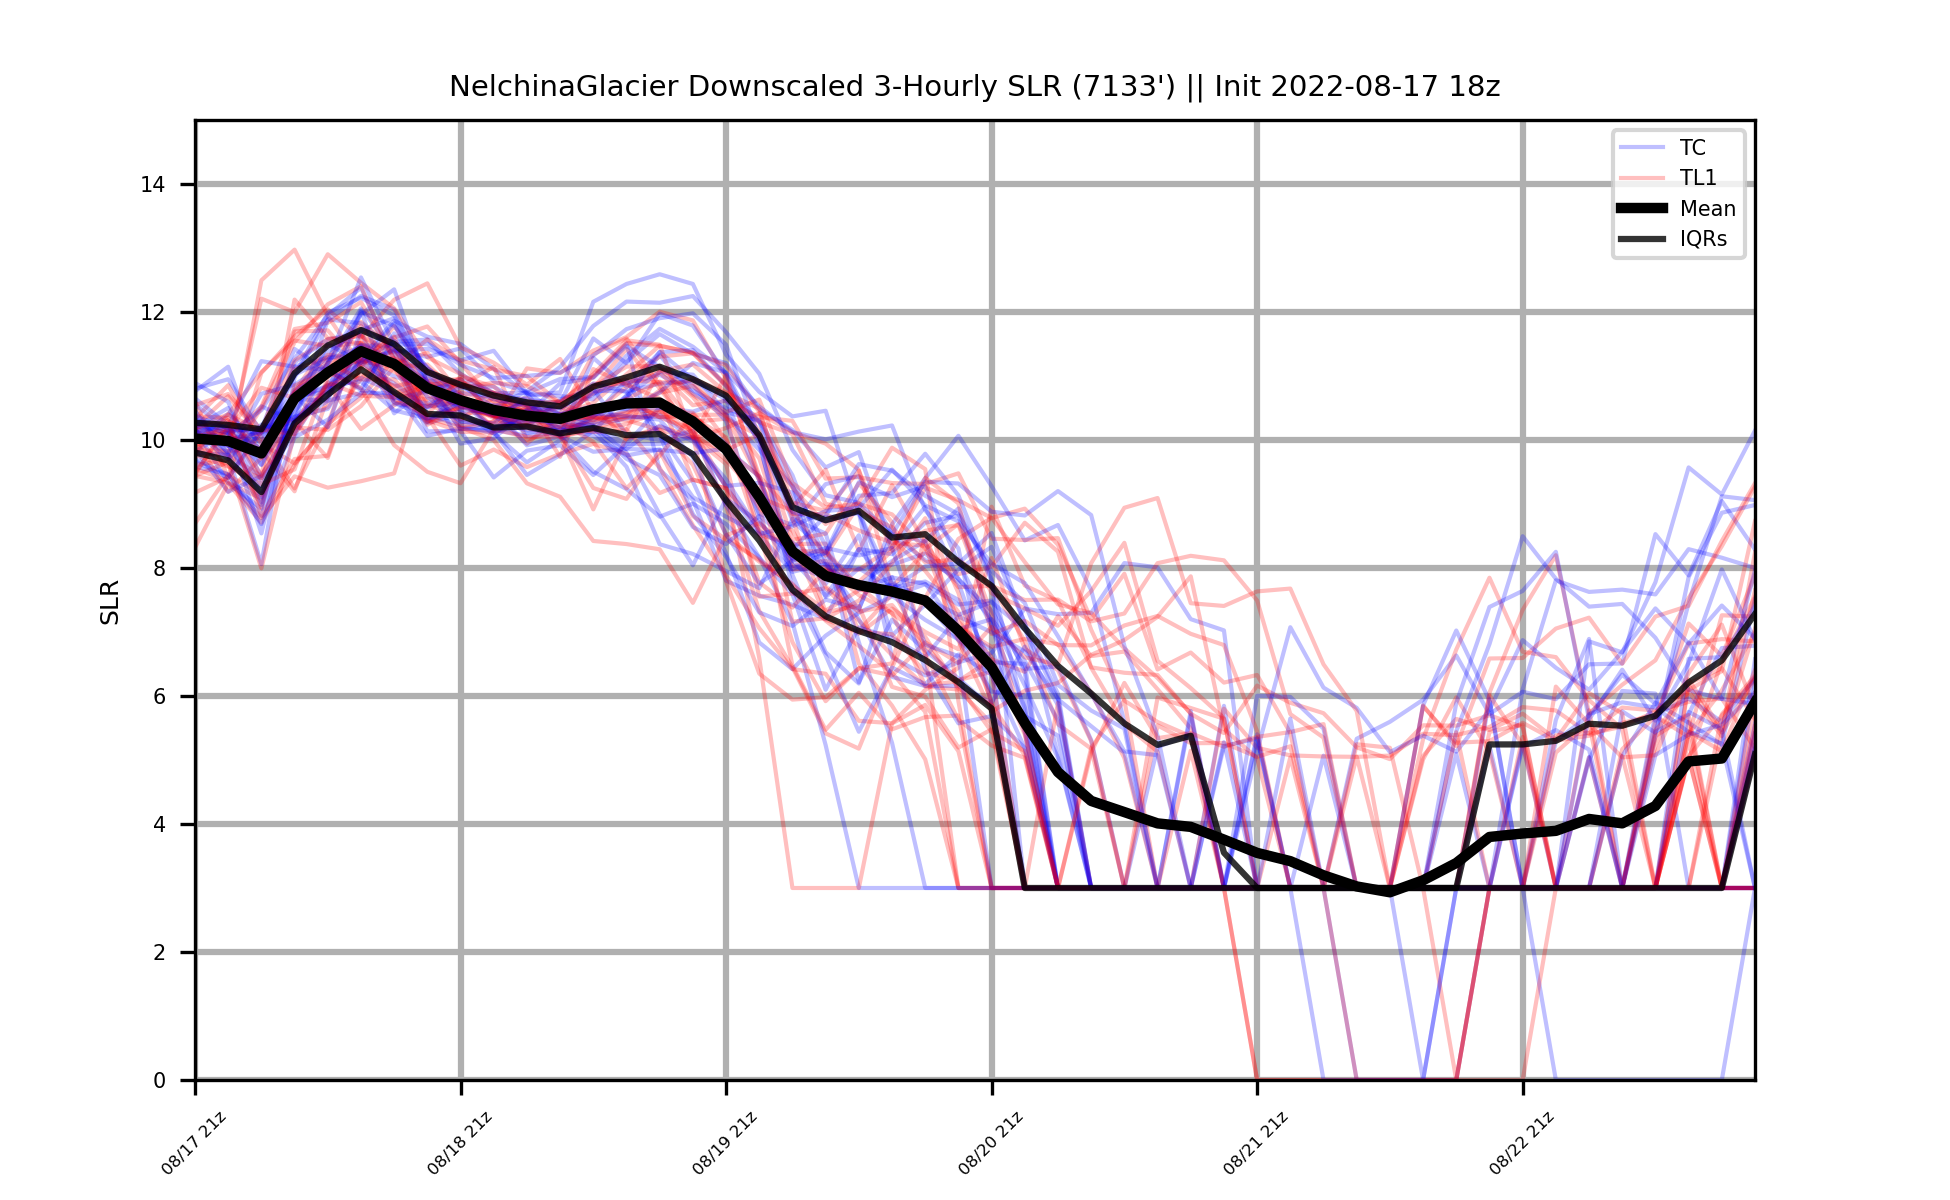 NelchinaGlacier Downscaled 3-Hourly SLR (7133') || Init 2022-08-17 18z
TC
TL1
Mean
IQRs
SLR
14
12
10
8
6
4
2
0
08/17 21z
08/18 21z
08/19 21z
08/20 21z
08/21 21z
08/22 21z